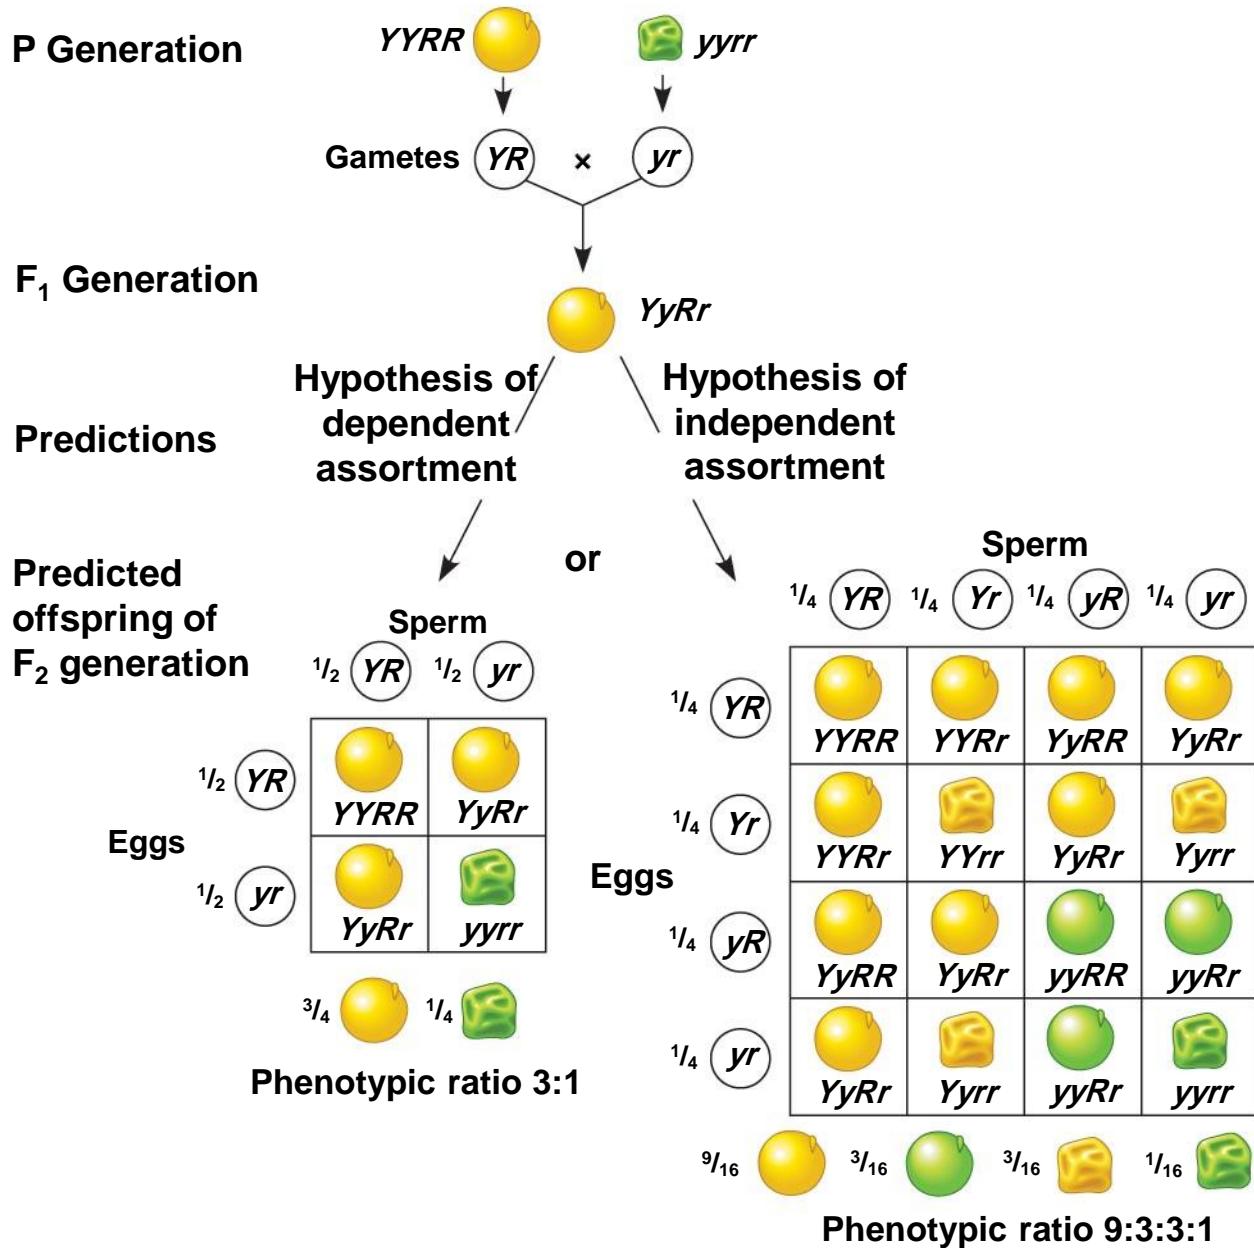 P Generation
YYRR
yyrr
Gametes YR × yr
F₁ Generation
YyRr
Predictions
Hypothesis of
dependent
assortment
Hypothesis of
independent
assortment
or
Predicted
offspring of
F₂ generation
Sperm
1/2 YR 1/2 yr
Eggs
1/2 YR
YYRR YyRr
1/2 yr
YyRr yyrr
3/4 1/4
Phenotypic ratio 3:1
Sperm
1/4 YR 1/4 Yr 1/4 yR 1/4 yr
Eggs
1/4 YR
YYRR YYRr YyRR YyRr
1/4 Yr
YYRr YYrr YyRr Yyrr
1/4 yR
YyRR YyRr yyRR yyRr
1/4 yr
YyRr Yyrr yyRr yyrr
9/16 3/16 3/16 1/16
Phenotypic ratio 9:3:3:1